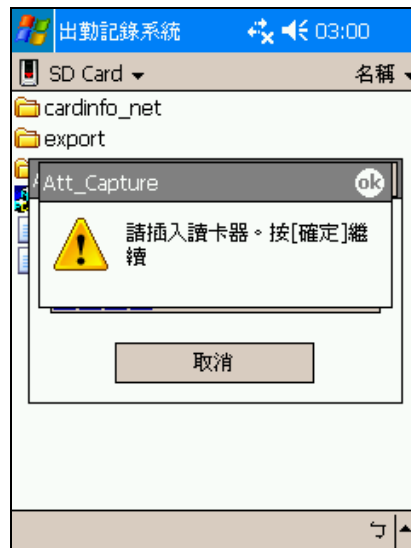 出勤記錄系統 03:00
SD Card 名稱
cardinfo_net
export
Att_Capture ok
請插入讀卡器。按[確定]繼
續
取消
ㄅ